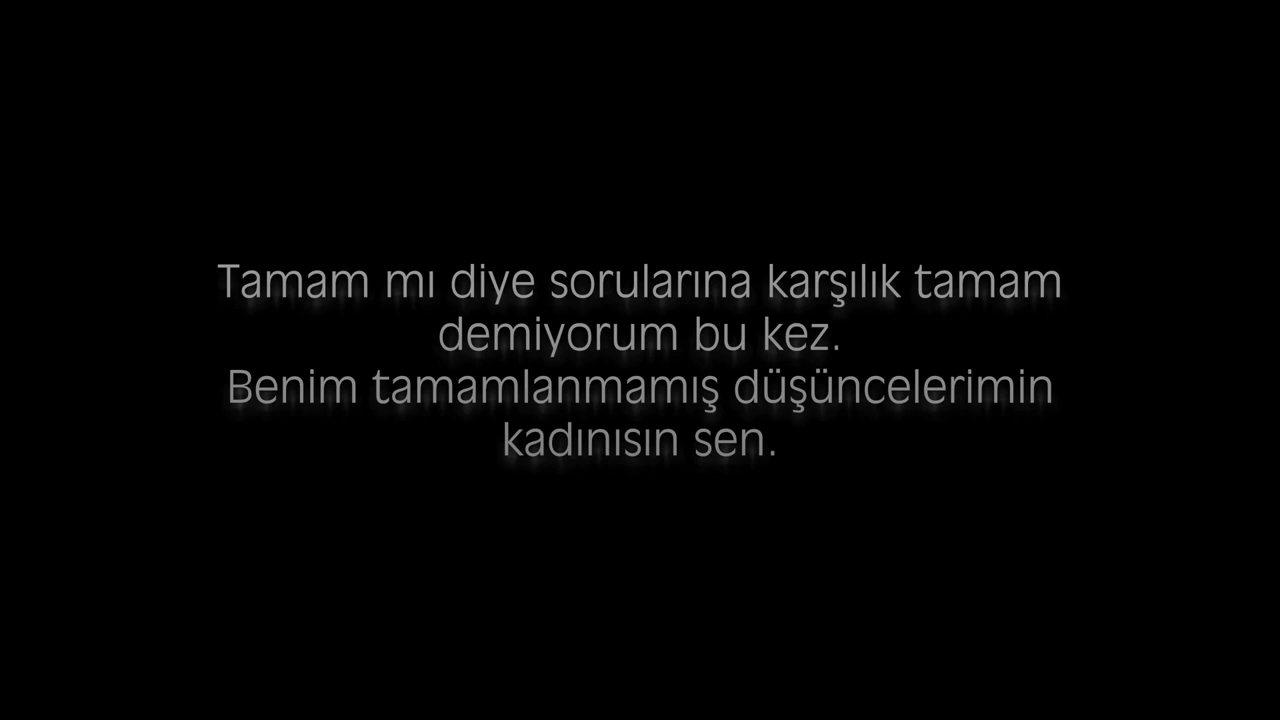 Tamam mı diye sorularına karşılık tamam
demiyorum bu kez.
Benim tamamlanmamış düşüncelerimin
kadınısın sen.